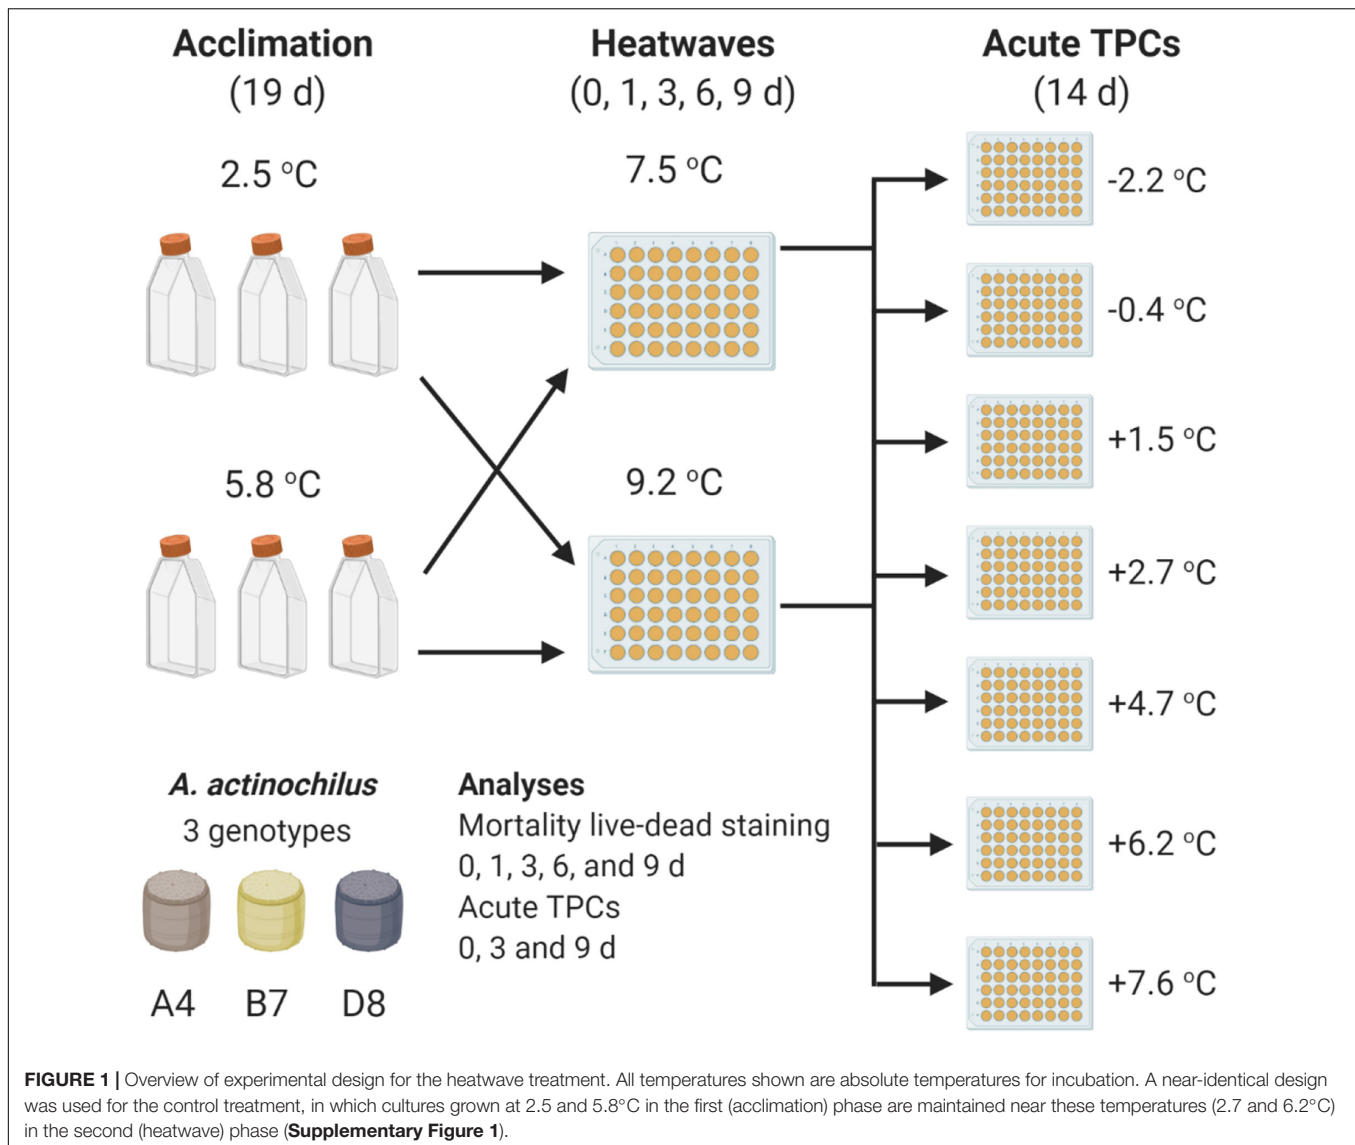 Acclimation
(19 d)
Heatwaves
(0, 1, 3, 6, 9 d)
Acute TPCs
(14 d)
2.5 °C
5.8 °C
7.5 °C
9.2 °C
-2.2 °C
-0.4 °C
+1.5 °C
+2.7 °C
+4.7 °C
+6.2 °C
+7.6 °C
A. actinochilus
3 genotypes
A4 B7 D8
Analyses
Mortality live-dead staining
0, 1, 3, 6, and 9 d
Acute TPCs
0, 3 and 9 d
FIGURE 1 | Overview of experimental design for the heatwave treatment. All temperatures shown are absolute temperatures for incubation. A near-identical design
was used for the control treatment, in which cultures grown at 2.5 and 5.8°C in the first (acclimation) phase are maintained near these temperatures (2.7 and 6.2°C)
in the second (heatwave) phase (Supplementary Figure 1).